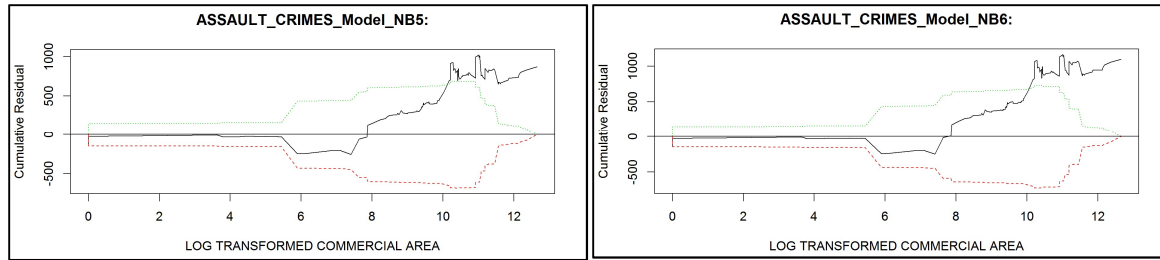 ASSAULT_CRIMES_Model_NB5:
Cumulative Residual
1000
500
0
-500
0 2 4 6 8 10 12
LOG TRANSFORMED COMMERCIAL AREA
ASSAULT_CRIMES_Model_NB6:
Cumulative Residual
1000
500
0
-500
0 2 4 6 8 10 12
LOG TRANSFORMED COMMERCIAL AREA